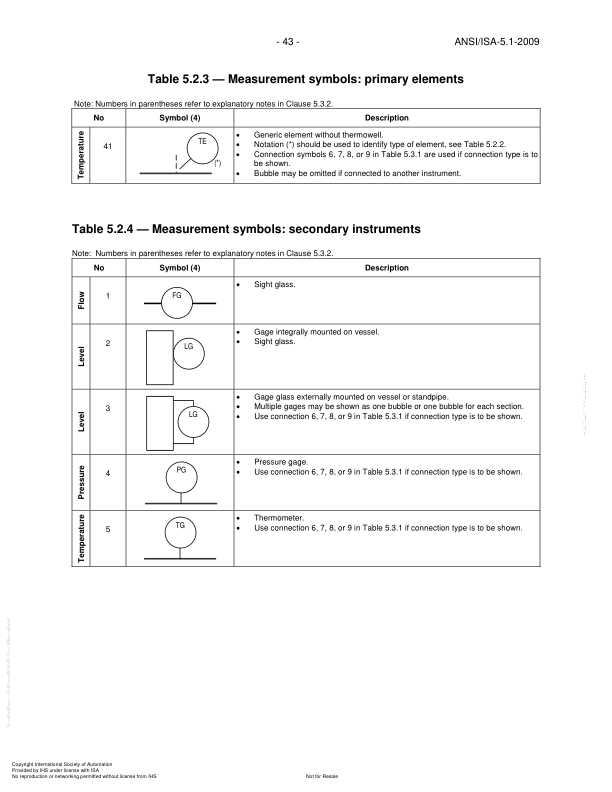 - 43 -
ANSI/ISA-5.1-2009
Table 5.2.3 — Measurement symbols: primary elements
Note: Numbers in parentheses refer to explanatory notes in Clause 5.3.2.
No
Symbol (4)
Description
Temperature
41
TE
(*)
• Generic element without thermowell.
• Notation (*) should be used to identify type of element, see Table 5.2.2.
• Connection symbols 6, 7, 8, or 9 in Table 5.3.1 are used if connection type is to
be shown.
• Bubble may be omitted if connected to another instrument.
Table 5.2.4 — Measurement symbols: secondary instruments
Note: Numbers in parentheses refer to explanatory notes in Clause 5.3.2.
No
Symbol (4)
Description
Flow
1
FG
• Sight glass.
Level
2
LG
• Gage integrally mounted on vessel.
• Sight glass.
Level
3
LG
• Gage glass externally mounted on vessel or standpipe.
• Multiple gages may be shown as one bubble or one bubble for each section.
• Use connection 6, 7, 8, or 9 in Table 5.3.1 if connection type is to be shown.
Pressure
4
PG
• Pressure gage.
• Use connection 6, 7, 8, or 9 in Table 5.3.1 if connection type is to be shown.
Temperature
5
TG
• Thermometer.
• Use connection 6, 7, 8, or 9 in Table 5.3.1 if connection type is to be shown.
Copyright International Society of Automation
Provided by IHS under license with ISA
No reproduction or networking permitted without license from IHS
Not for Resale